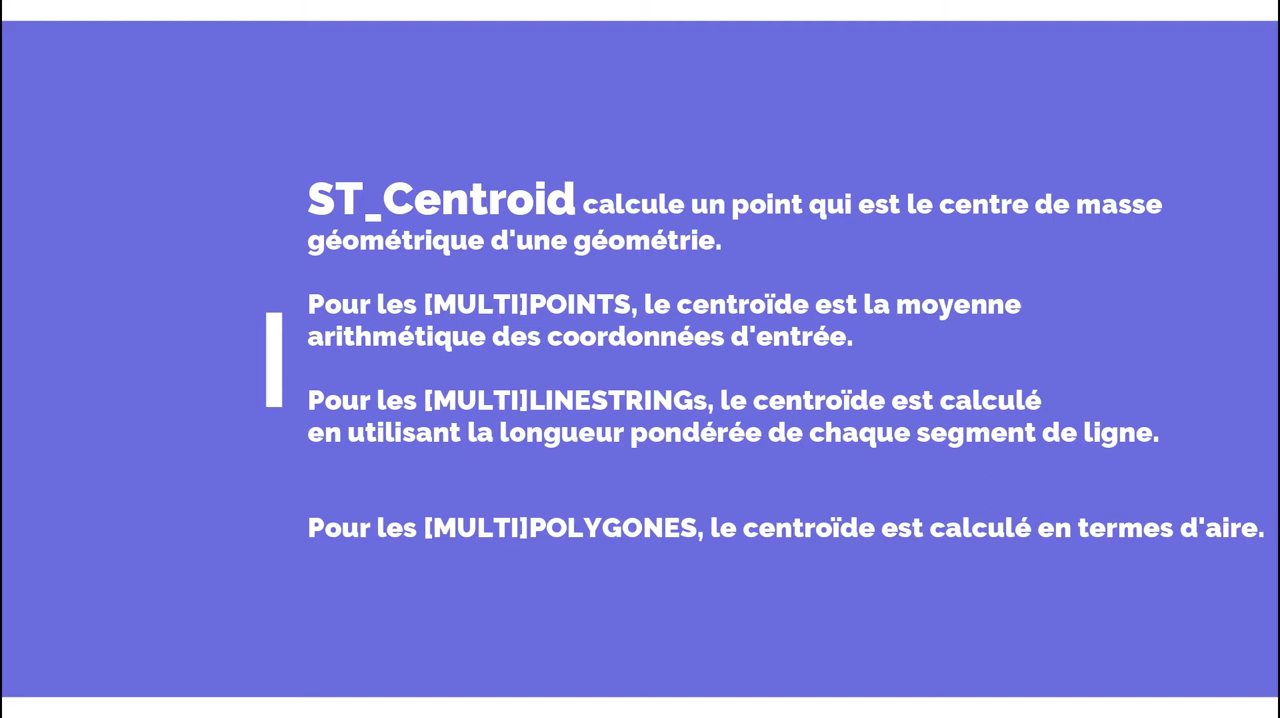 ST_Centroid calcule un point qui est le centre de masse
géométrique d'une géométrie.
Pour les [MULTI]POINTS, le centroïde est la moyenne
arithmétique des coordonnées d'entrée.
Pour les [MULTI]LINESTRINGs, le centroïde est calculé
en utilisant la longueur pondérée de chaque segment de ligne.
Pour les [MULTI]POLYGONES, le centroïde est calculé en termes d'aire.